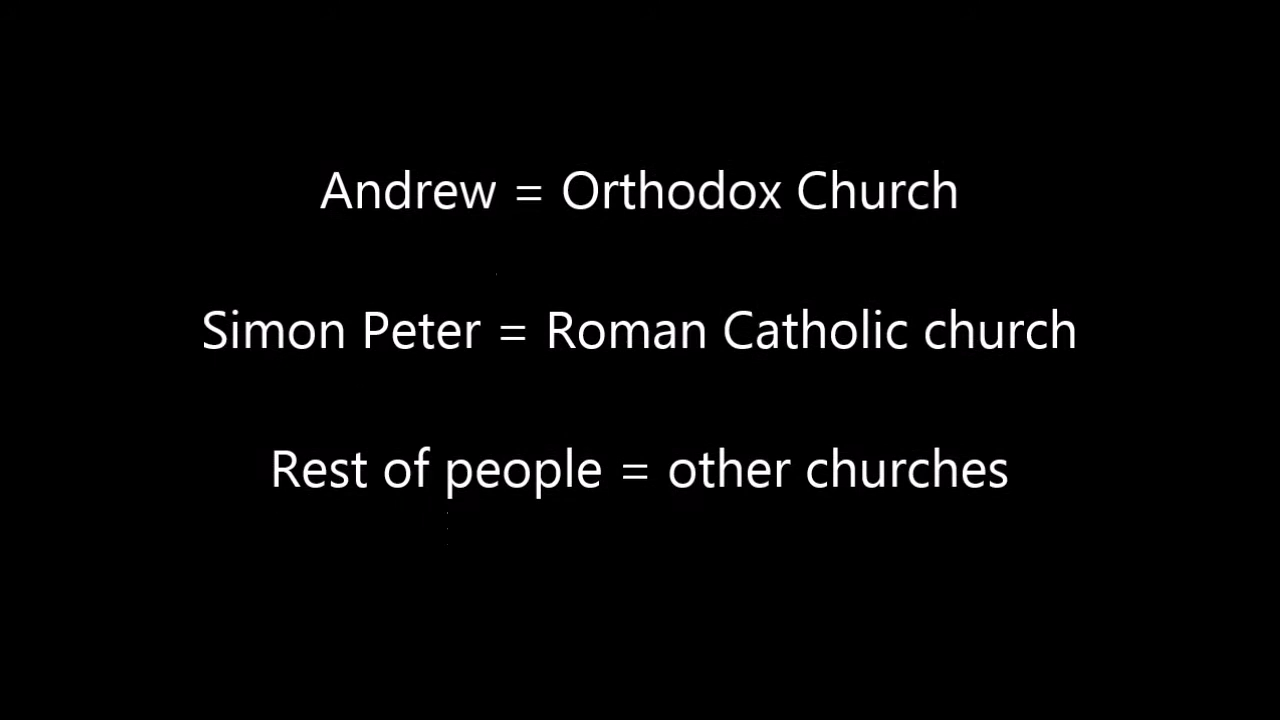 Andrew = Orthodox Church
Simon Peter = Roman Catholic church
Rest of people = other churches